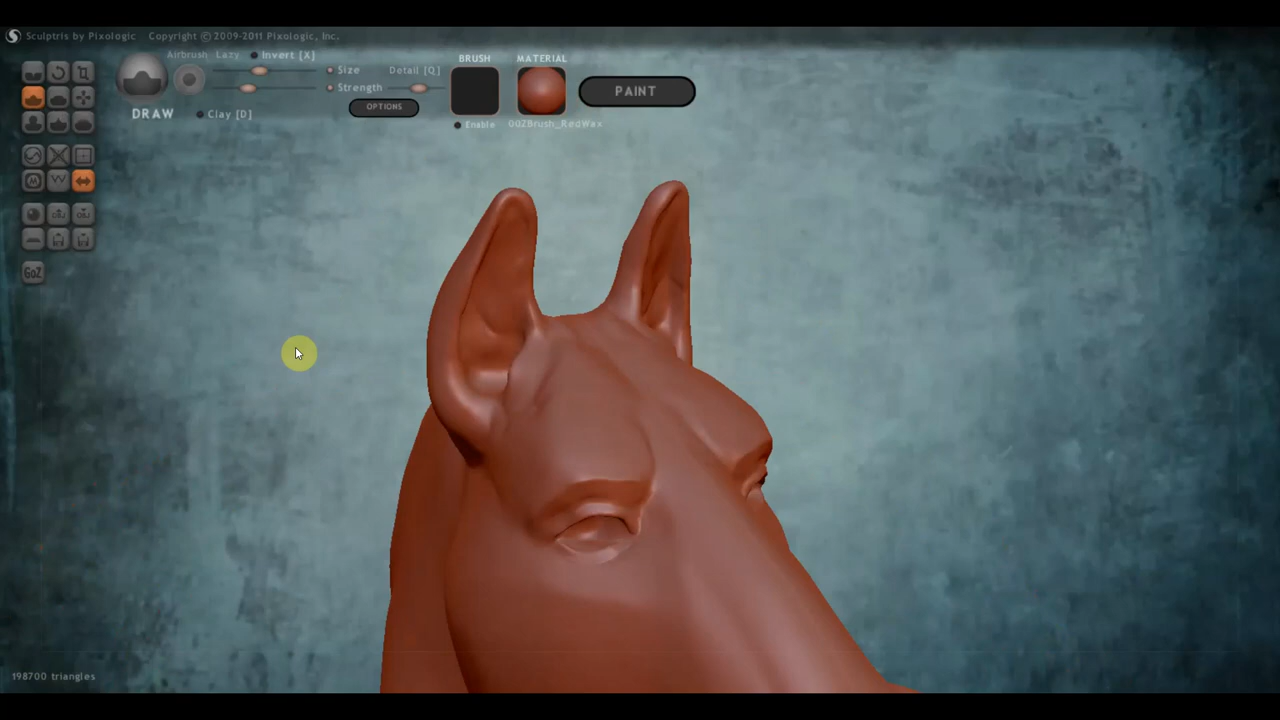 Sculptris by Pixologic Copyright © 2009-2011 Pixologic, Inc.
Airbrush Lazy Invert [X]
Size Detail [Q]
Strength
OPTIONS
DRAW Clay [D]
BRUSH
Enable
MATERIAL
00ZBrush_RedWax
PAINT
GoZ
198700 triangles